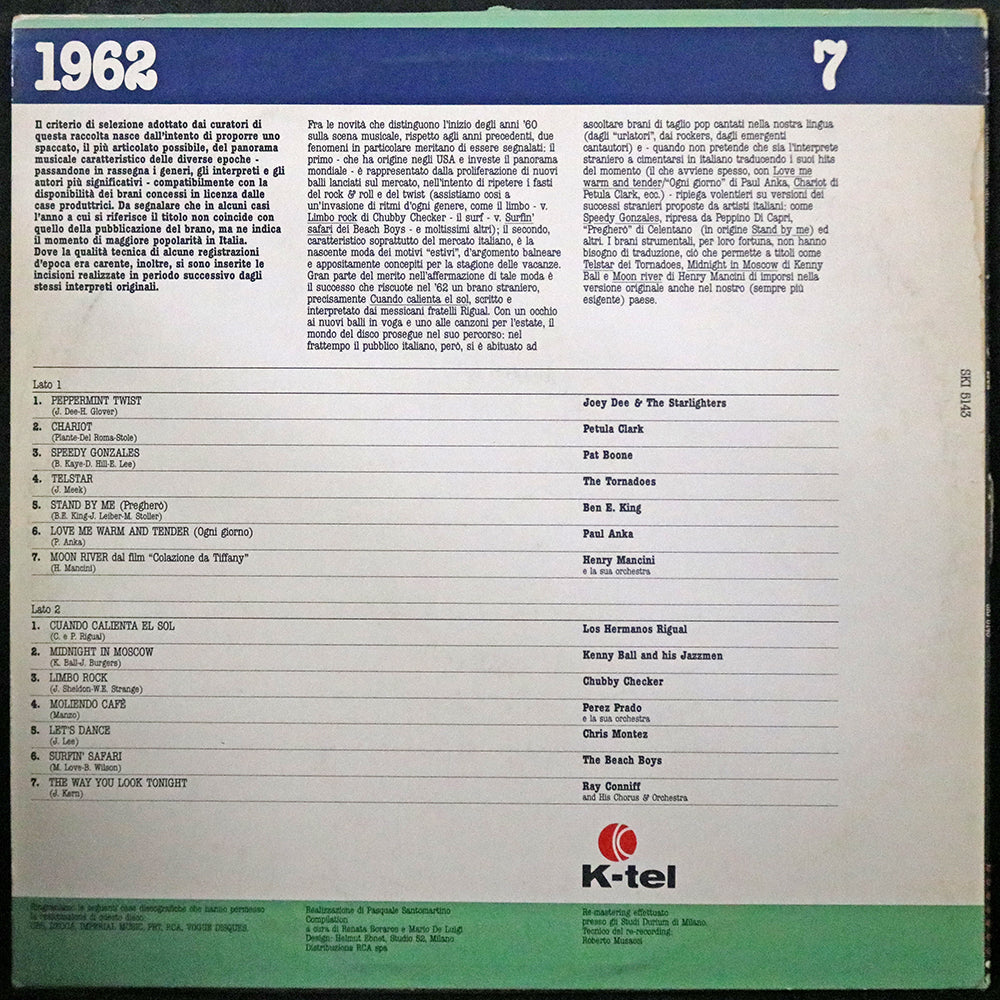 1962
7
Il criterio di selezione adottato dai curatori di
questa raccolta nasce dall'intento di proporre uno
spaccato, il più articolato possibile, del panorama
musicale caratteristico delle diverse epoche -
passandone in rassegna i generi, gli interpreti e gli
autori più significativi - compatibilmente con la
disponibilità dei brani concessi in licenza dalle
case produttrici. Da segnalare che in alcuni casi
l'anno a cui si riferisce il titolo non coincide con
quello della pubblicazione del brano, ma ne indica
il momento di maggiore popolarità in Italia.
Dove la qualità tecnica di alcune registrazioni
d'epoca era carente, inoltre, si sono inserite le
incisioni realizzate in periodo successivo dagli
stessi interpreti originali.
Fra le novità che distinguono l'inizio degli anni '60
sulla scena musicale, rispetto agli anni precedenti, due
fenomeni in particolare meritano di essere segnalati: il
primo - che ha origine negli USA e investe il panorama
mondiale - è rappresentato dalla proliferazione di nuovi
balli lanciati sul mercato, nell'intento di ripetere i fasti
del rock & roll e del twist (assistiamo così a
un'invasione di ritmi d'ogni genere, come il limbo - v.
Limbo rock di Chubby Checker - il surf - v. Surfin'
safari dei Beach Boys - e moltissimi altri); il secondo,
caratteristico soprattutto del mercato italiano, è la
nascente moda dei motivi "estivi", d'argomento balneare
e appositamente concepiti per la stagione delle vacanze.
Gran parte del merito nell'affermazione di tale moda è
il successo che riscuote nel '62 un brano straniero,
precisamente Cuando calienta el sol, scritto e
interpretato dai messicani fratelli Rigual. Con un occhio
ai nuovi balli in voga e uno alle canzoni per l'estate, il
mondo del disco prosegue nel suo percorso: nel
frattempo il pubblico italiano, però, si è abituato ad
ascoltare brani di taglio pop cantati nella nostra lingua
(dagli "urlatori", dai rockers, dagli emergenti
cantautori) e - quando non pretende che sia l'interprete
straniero a cimentarsi in italiano traducendo i suoi hits
del momento (il che avviene spesso, con Love me
warm and tender/"Ogni giorno" di Paul Anka, Chariot di
Petula Clark, ecc.) - ripiega volentieri su versioni dei
successi stranieri proposte da artisti italiani: come
Speedy Gonzales, ripresa da Peppino Di Capri,
"Pregherò" di Celentano (in origine Stand by me) ed
altri. I brani strumentali, per loro fortuna, non hanno
bisogno di traduzione, ciò che permette a titoli come
Telstar dei Tornadoes, Midnight in Moscow di Kenny
Ball e Moon river di Henry Mancini di imporsi nella
versione originale anche nel nostro (sempre più
esigente) paese.
SKI 5143
Lato 1
1. PEPPERMINT TWIST
(J. Dee-H. Glover)
Joey Dee & The Starlighters
2. CHARIOT
(Plante-Del Roma-Stole)
Petula Clark
3. SPEEDY GONZALES
(B. Kaye-D. Hill-E. Lee)
Pat Boone
4. TELSTAR
(J. Meek)
The Tornadoes
5. STAND BY ME (Pregherò)
(B.E. King-J. Leiber-M. Stoller)
Ben E. King
6. LOVE ME WARM AND TENDER (Ogni giorno)
(P. Anka)
Paul Anka
7. MOON RIVER dal film "Colazione da Tiffany"
(H. Mancini)
Henry Mancini
e la sua orchestra
Lato 2
1. CUANDO CALIENTA EL SOL
(C. e P. Rigual)
Los Hermanos Rigual
2. MIDNIGHT IN MOSCOW
(K. Ball-J. Burgers)
Kenny Ball and his Jazzmen
3. LIMBO ROCK
(J. Sheldon-W.E. Strange)
Chubby Checker
4. MOLIENDO CAFÈ
(Manzo)
Perez Prado
e la sua orchestra
5. LET'S DANCE
(J. Lee)
Chris Montez
6. SURFIN' SAFARI
(M. Love-B. Wilson)
The Beach Boys
7. THE WAY YOU LOOK TONIGHT
(J. Kern)
Ray Conniff
and His Chorus & Orchestra
K-tel
Ringraziamo le seguenti case discografiche che hanno permesso
la realizzazione di questo disco:
CBS, DECCA, IMPERIAL MUSIC, PRT, RCA, VOGUE DISQUES.
Realizzazione di Pasquale Santomartino
Compilation
a cura di Renata Boraros e Mario De Luigi
Design: Helmut Ebnet, Studio 52, Milano
Distribuzione RCA spa
Re-mastering effettuato
presso gli Studi Durium di Milano.
Tecnico del re-recording:
Roberto Musacci